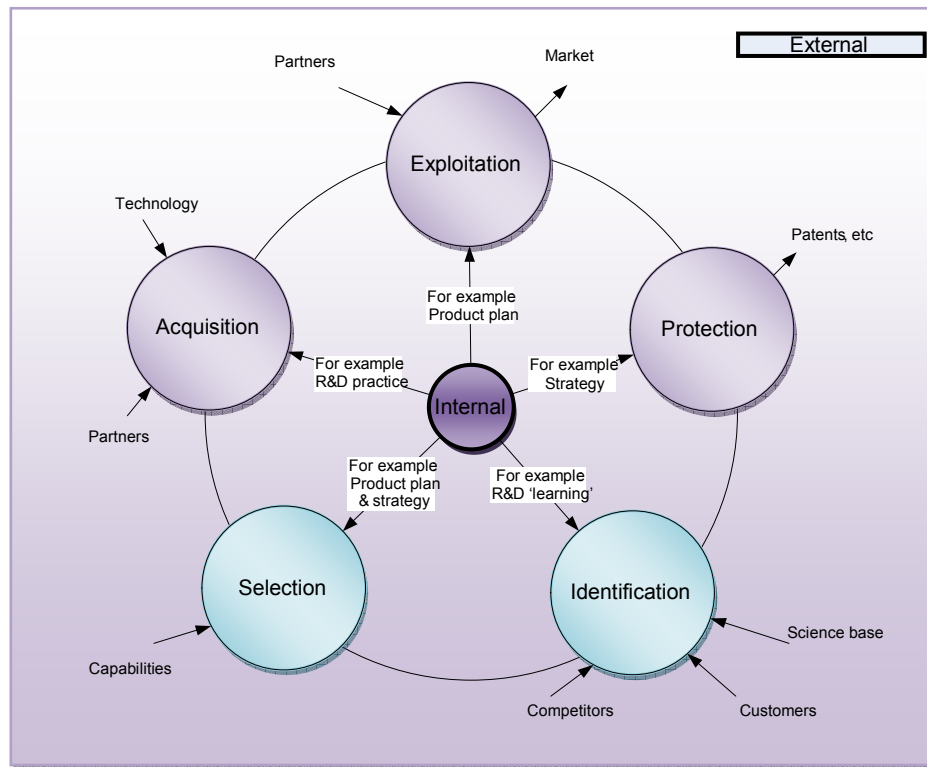 External
Partners
Market
Exploitation
Technology
Patents, etc
For example
Product plan
Acquisition
Protection
For example
R&D practice
For example
Strategy
Internal
Partners
For example
Product plan
& strategy
For example
R&D ‘learning’
Selection
Identification
Science base
Capabilities
Competitors
Customers